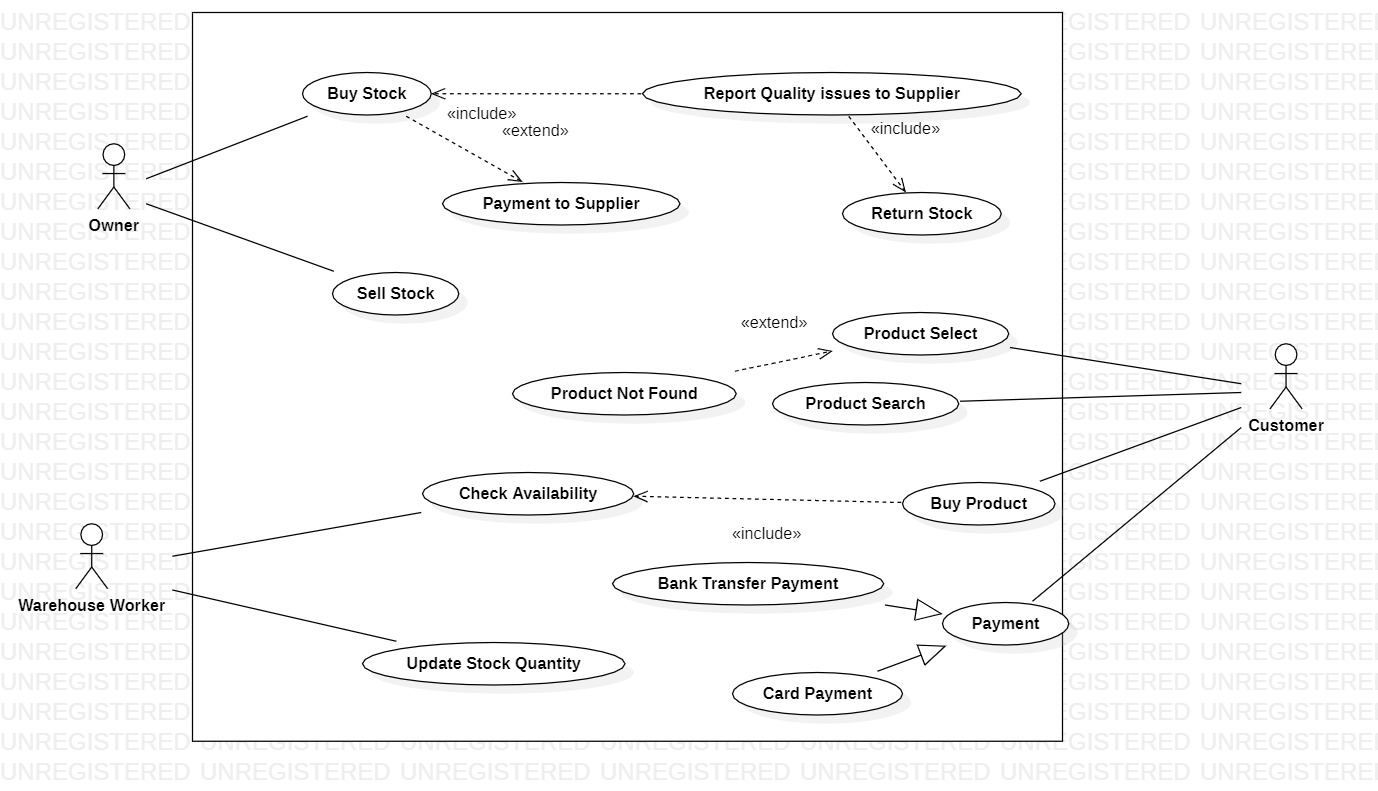 Buy Stock
Report Quality issues to Supplier
«include»
«extend»
«include»
Payment to Supplier
Return Stock
Owner
Sell Stock
«extend»
Product Select
Product Not Found
Product Search
Customer
Check Availability
Buy Product
«include»
Bank Transfer Payment
Warehouse Worker
Payment
Update Stock Quantity
Card Payment
UNREGISTERED UNREGISTERED UNREGISTERED UNREGISTERED UNREGISTERED UNREGISTERED